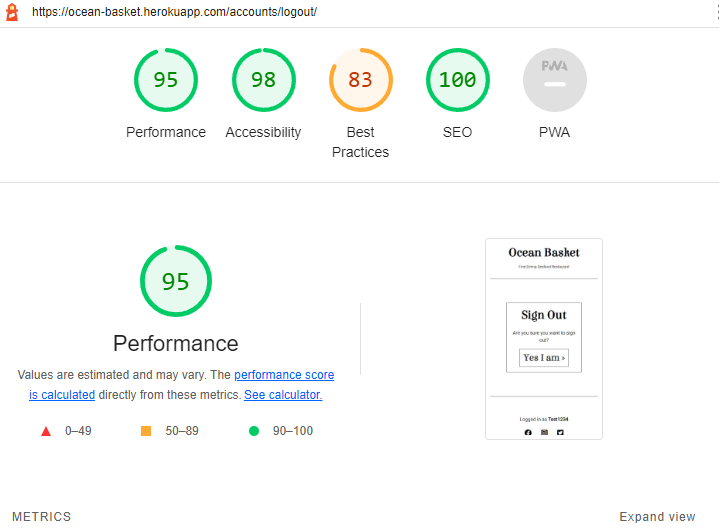 https://ocean-basket.herokuapp.com/accounts/logout/
95
98
83
100
PWA
Performance
Accessibility
Best
Practices
SEO
PWA
95
Performance
Values are estimated and may vary. The performance score
is calculated directly from these metrics. See calculator.
0–49
50–89
90–100
Ocean Basket
Fine Dining Seafood Restaurant
Sign Out
Are you sure you want to sign
out?
Yes I am >
Logged in as Test1234
METRICS
Expand view